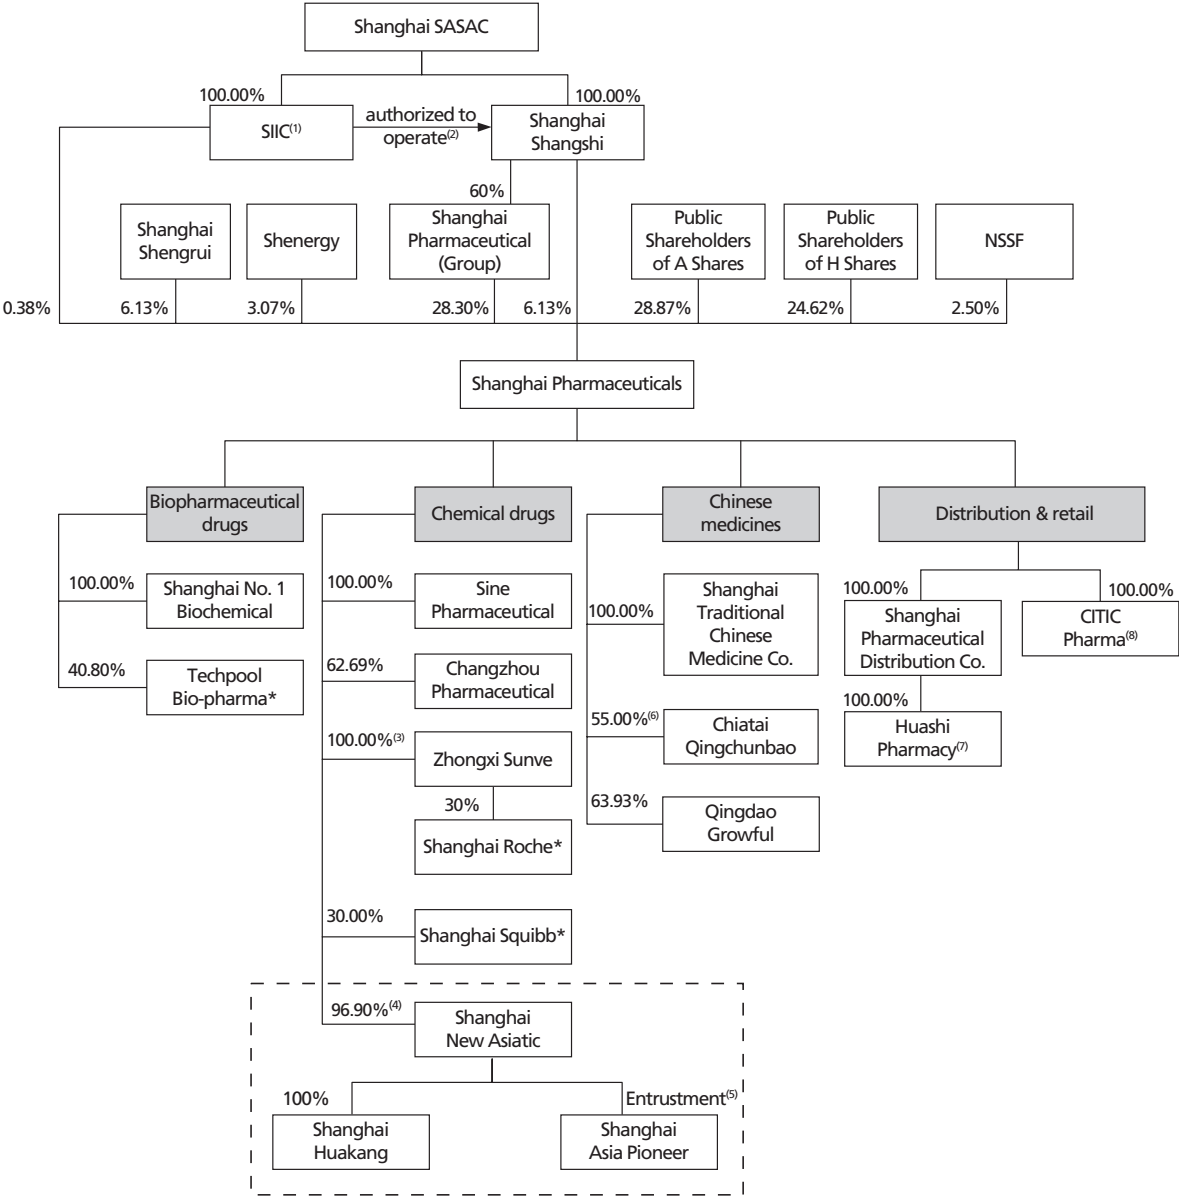 Shanghai SASAC
100.00%
100.00%
SIIC(1)
authorized to
operate(2)
Shanghai
Shangshi
60%
Shanghai
Shengrui
Shenergy
Shanghai
Pharmaceutical
(Group)
Public
Shareholders
of A Shares
Public
Shareholders
of H Shares
NSSF
0.38%
6.13%
3.07%
28.30%
6.13%
28.87%
24.62%
2.50%
Shanghai Pharmaceuticals
Biopharmaceutical
drugs
100.00%
Shanghai No. 1
Biochemical
40.80%
Techpool
Bio-pharma*
Chemical drugs
100.00%
Sine
Pharmaceutical
62.69%
Changzhou
Pharmaceutical
100.00%(3)
Zhongxi Sunve
30%
Shanghai Roche*
30.00%
Shanghai Squibb*
96.90%(4)
Shanghai
New Asiatic
100%
Shanghai
Huakang
Entrustment(5)
Shanghai
Asia Pioneer
Chinese
medicines
100.00%
Shanghai
Traditional
Chinese
Medicine Co.
55.00%(6)
Chiatai
Qingchunbao
63.93%
Qingdao
Growful
Distribution & retail
100.00%
Shanghai
Pharmaceutical
Distribution Co.
100.00%
Huashi
Pharmacy(7)
100.00%
CITIC
Pharma(8)